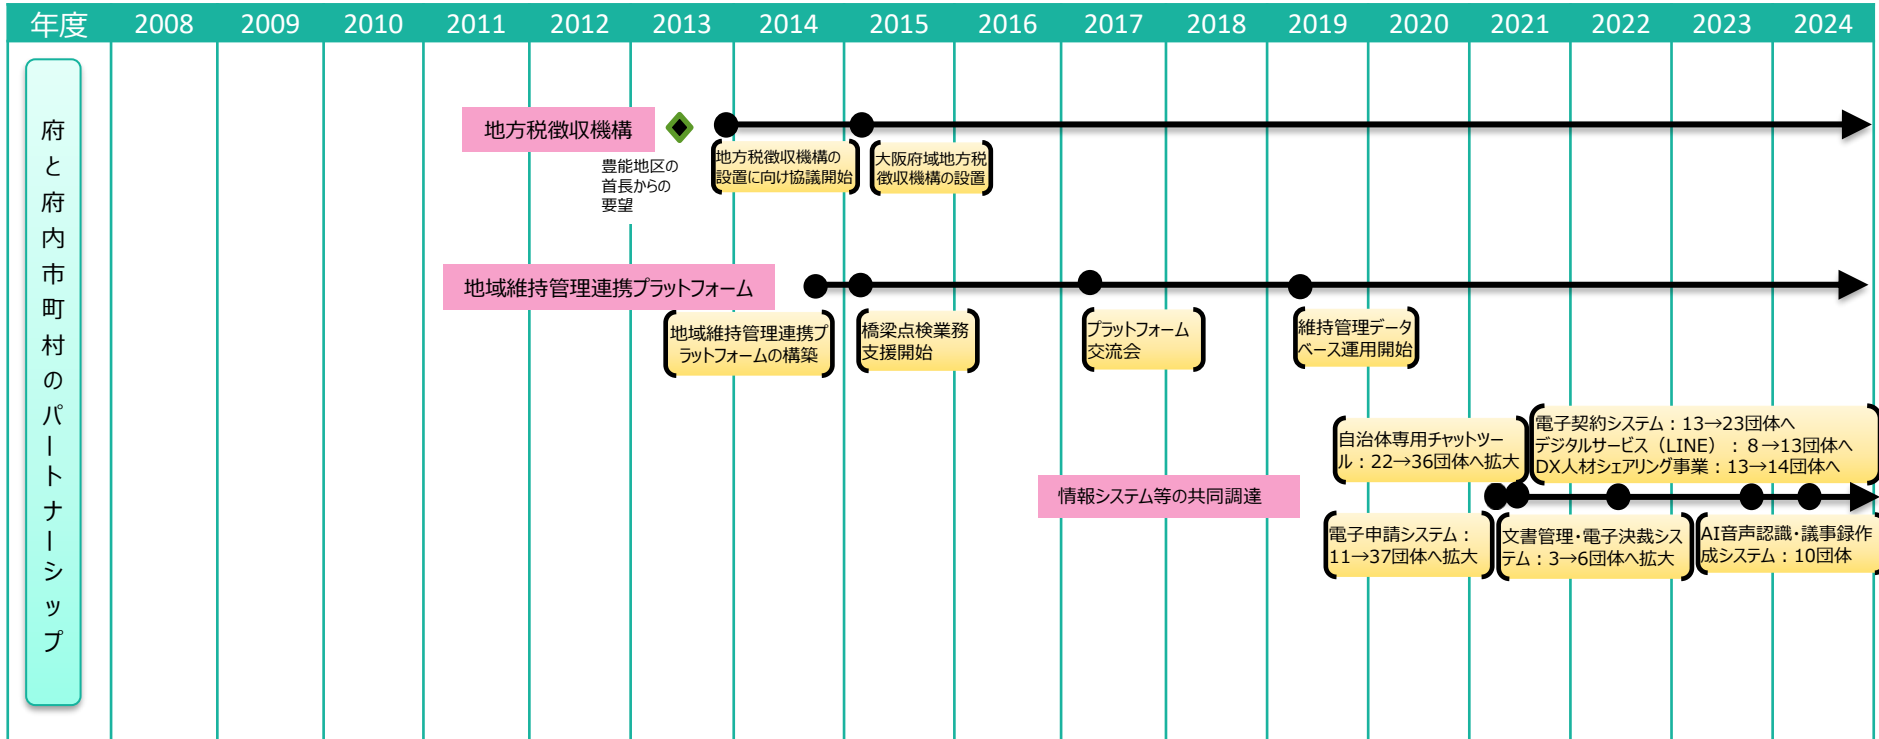 年度 2008 2009 2010 2011 2012 2013 2014 2015 2016 2017 2018 2019 2020 2021 2022 2023 2024
府と府内市町村のパートナーシップ
地方税徴収機構
豊能地区の
首長からの
要望
地方税徴収機構の
設置に向け協議開始
大阪府域地方税
徴収機構の設置
地域維持管理連携プラットフォーム
地域維持管理連携プ
ラットフォームの構築
橋梁点検業務
支援開始
プラットフォーム
交流会
維持管理データ
ベース運用開始
情報システム等の共同調達
自治体専用チャットツー
ル：22→36団体へ拡大
電子契約システム：13→23団体へ
デジタルサービス（LINE）：８→13団体へ
DX人材シェアリング事業：13→14団体へ
電子申請システム：
11→37団体へ拡大
文書管理・電子決裁シス
テム：3→6団体へ拡大
AI音声認識・議事録作
成システム：10団体